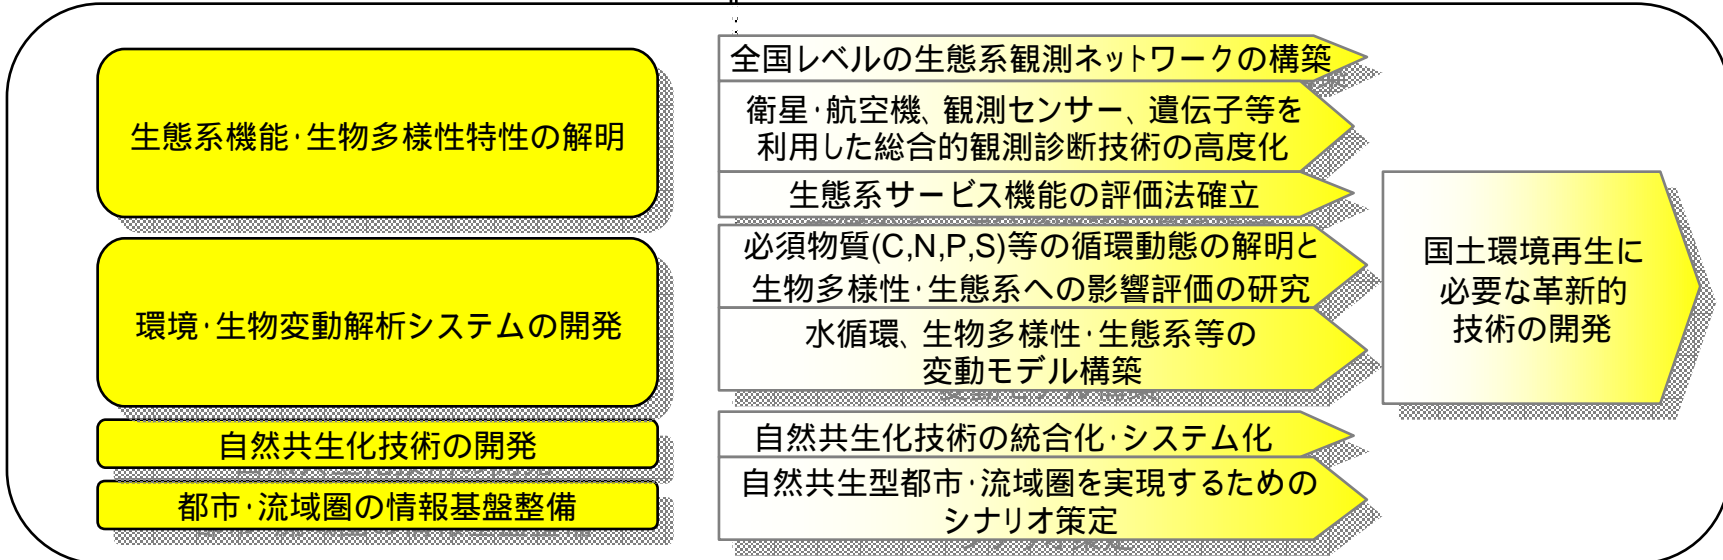 生態系機能・生物多様性特性の解明
環境・生物変動解析システムの開発
自然共生化技術の開発
都市・流域圏の情報基盤整備
全国レベルの生態系観測ネットワークの構築
衛星・航空機、観測センサー、遺伝子等を
利用した総合的観測診断技術の高度化
生態系サービス機能の評価法確立
必須物質(C,N,P,S)等の循環動態の解明と
生物多様性・生態系への影響評価の研究
水循環、生物多様性・生態系等の
変動モデル構築
自然共生化技術の統合化・システム化
自然共生型都市・流域圏を実現するための
シナリオ策定
国土環境再生に
必要な革新的
技術の開発